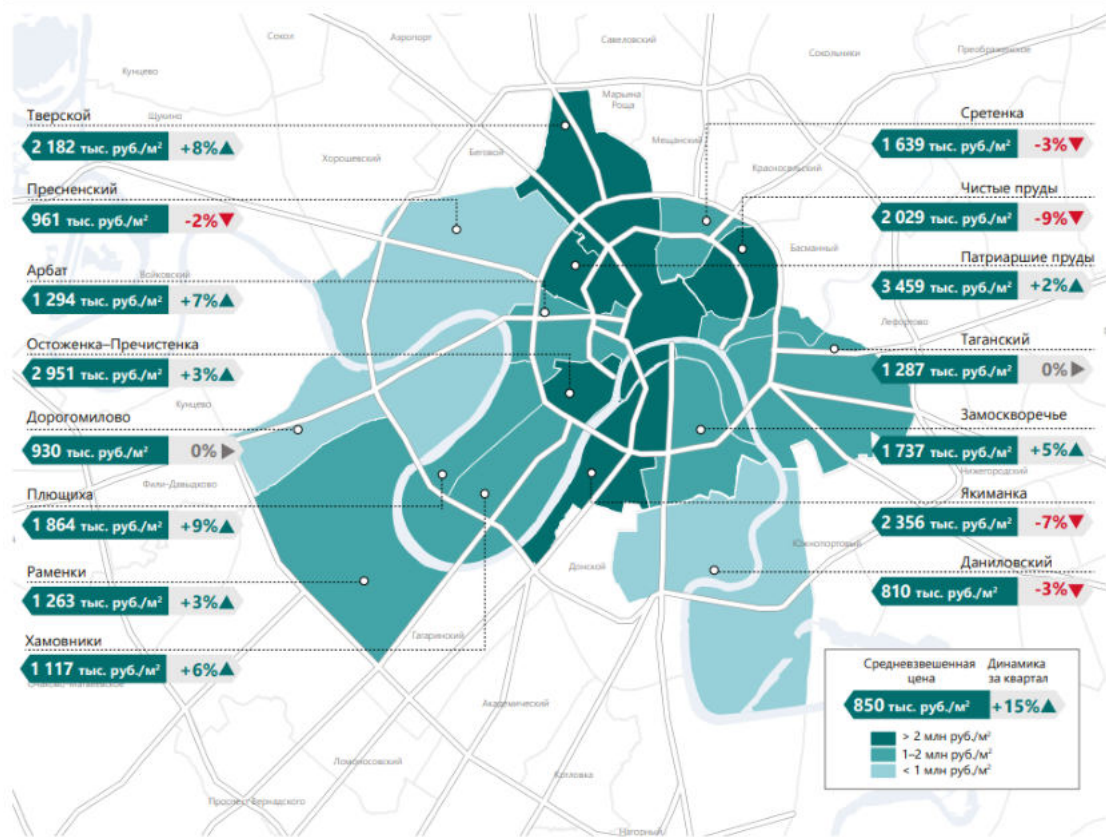 Сокол
Аэропорт
Савеловский
Сокольники
Преображенское
Кунцево
Марьина
Роща
Тверской
Щукино
2 182 тыс. руб./м² +8%
Хорошевский
Беговой
Мещанский
Красносельский
Сретенка
1 639 тыс. руб./м² -3%
Пресненский
961 тыс. руб./м² -2%
Чистые пруды
2 029 тыс. руб./м² -9%
Басманный
Арбат
Войковский
1 294 тыс. руб./м² +7%
Патриаршие пруды
3 459 тыс. руб./м² +2%
Лефортово
Остоженка–Пречистенка
2 951 тыс. руб./м² +3%
Таганский
1 287 тыс. руб./м² 0%
Кунцево
Дорогомилово
930 тыс. руб./м² 0%
Замоскворечье
1 737 тыс. руб./м² +5%
Нижегородский
Фили-Давыдково
Плющиха
1 864 тыс. руб./м² +9%
Якиманка
2 356 тыс. руб./м² -7%
Южнопортовый
Донской
Раменки
1 263 тыс. руб./м² +3%
Даниловский
810 тыс. руб./м² -3%
Гагаринский
Хамовники
1 117 тыс. руб./м² +6%
Академический
Ломоносовский
Котловка
Проспект Вернадского
Нагорный
Средневзвешенная цена
Динамика за квартал
850 тыс. руб./м² +15%
> 2 млн руб./м²
1–2 млн руб./м²
< 1 млн руб./м²